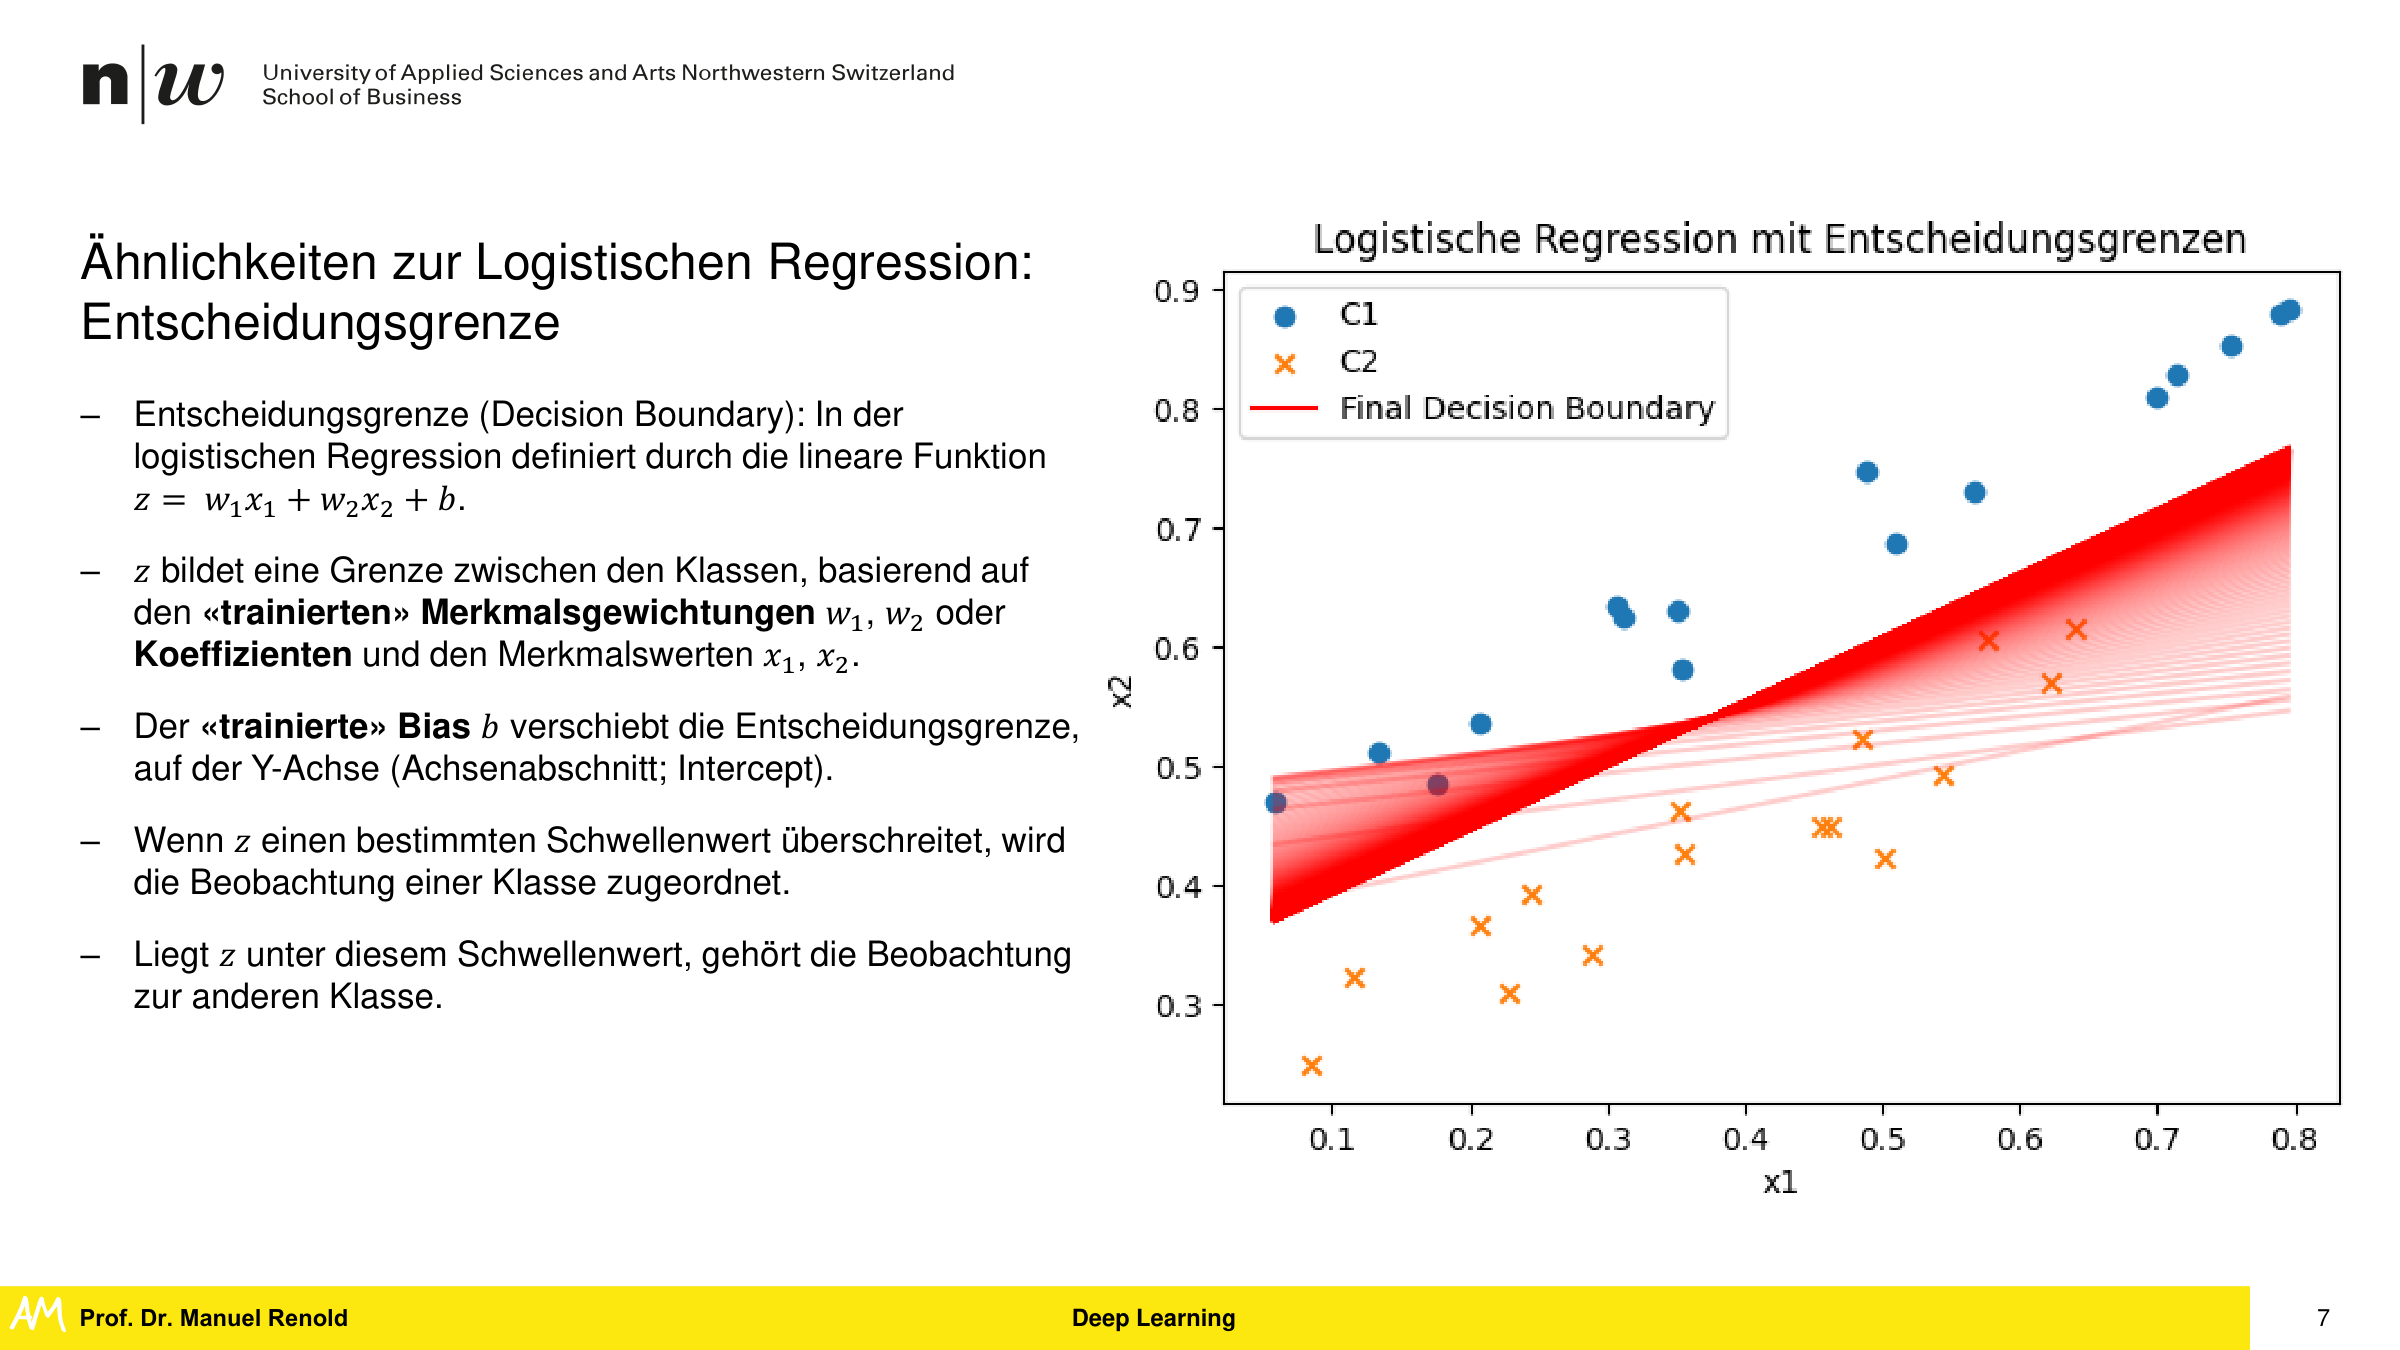 n|w University of Applied Sciences and Arts Northwestern Switzerland
School of Business
Ähnlichkeiten zur Logistischen Regression:
Entscheidungsgrenze
– Entscheidungsgrenze (Decision Boundary): In der
logistischen Regression definiert durch die lineare Funktion
z = w₁x₁ + w₂x₂ + b.
– z bildet eine Grenze zwischen den Klassen, basierend auf
den «trainierten» Merkmalsgewichtungen w₁, w₂ oder
Koeffizienten und den Merkmalswerten x₁, x₂.
– Der «trainierte» Bias b verschiebt die Entscheidungsgrenze,
auf der Y-Achse (Achsenabschnitt; Intercept).
– Wenn z einen bestimmten Schwellenwert überschreitet, wird
die Beobachtung einer Klasse zugeordnet.
– Liegt z unter diesem Schwellenwert, gehört die Beobachtung
zur anderen Klasse.
Logistische Regression mit Entscheidungsgrenzen
C1
C2
Final Decision Boundary
0.9
0.8
0.7
0.6
0.5
0.4
0.3
x2
0.1 0.2 0.3 0.4 0.5 0.6 0.7 0.8
x1
AM Prof. Dr. Manuel Renold Deep Learning 7